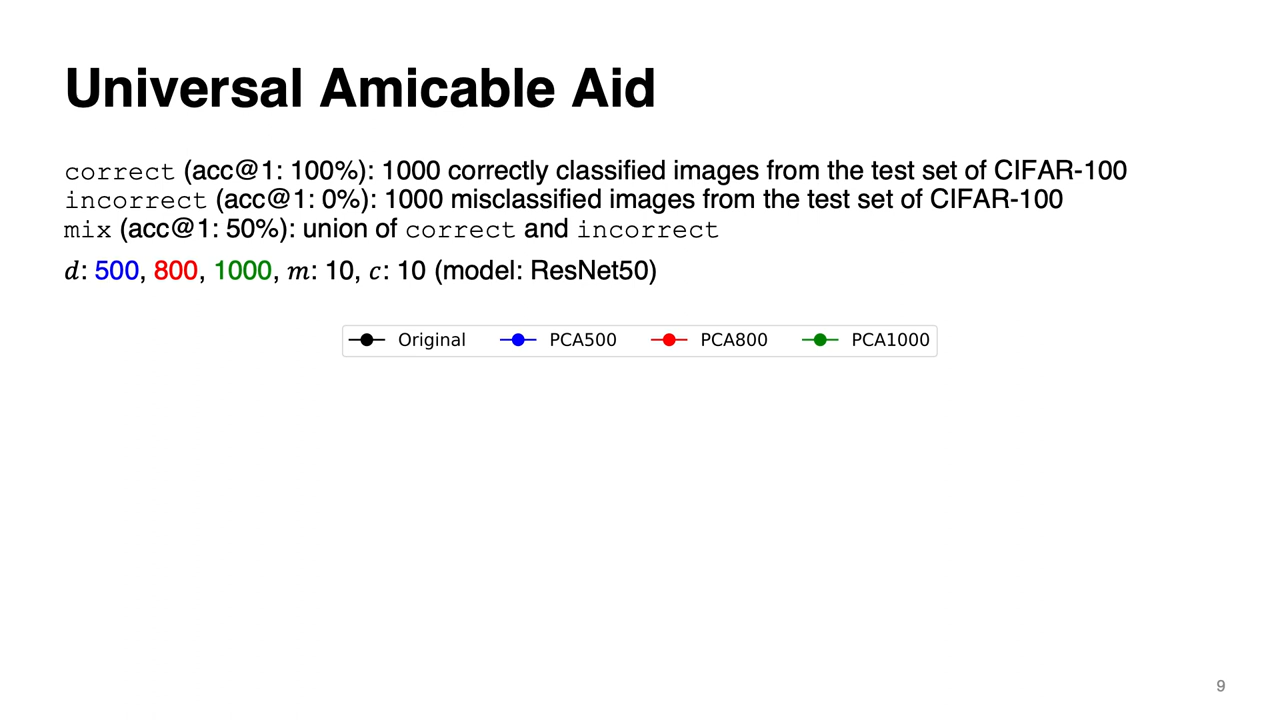 Universal Amicable Aid
correct (acc@1: 100%): 1000 correctly classified images from the test set of CIFAR-100
incorrect (acc@1: 0%): 1000 misclassified images from the test set of CIFAR-100
mix (acc@1: 50%): union of correct and incorrect
d: 500, 800, 1000, m: 10, c: 10 (model: ResNet50)
Original PCA500 PCA800 PCA1000
9